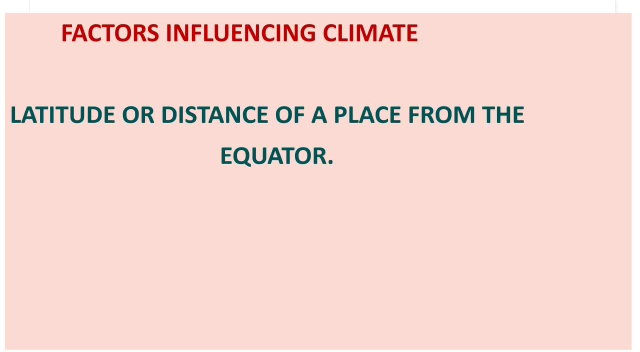 FACTORS INFLUENCING CLIMATE
LATITUDE OR DISTANCE OF A PLACE FROM THE
EQUATOR.